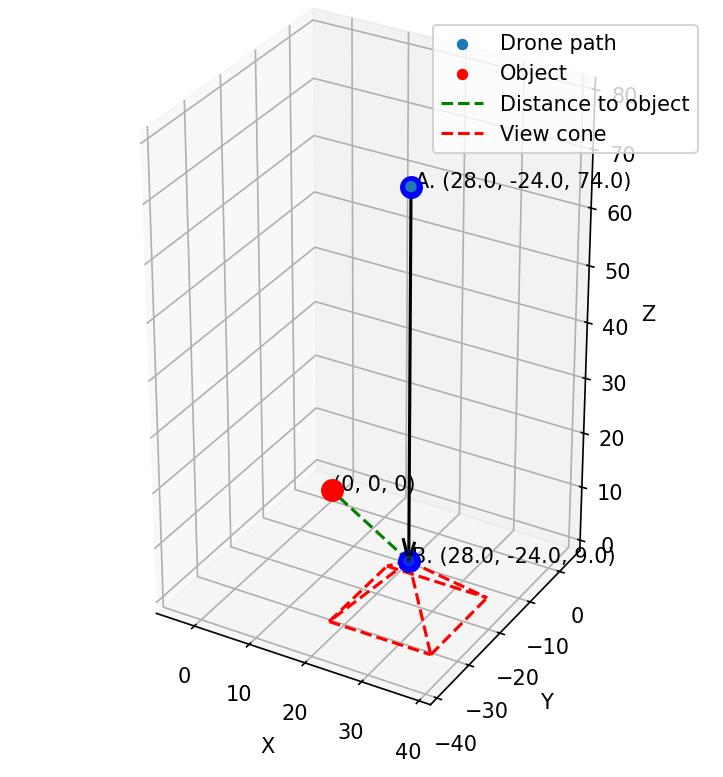 Drone path
Object
Distance to object
View cone
80
70
A. (28.0, -24.0, 74.0)
60
50
Z
40
30
20
(0, 0, 0)
10
0
B. (28.0, -24.0, 9.0)
0
−10
0
−20
10
Y
−30
20
30
−40
X
40